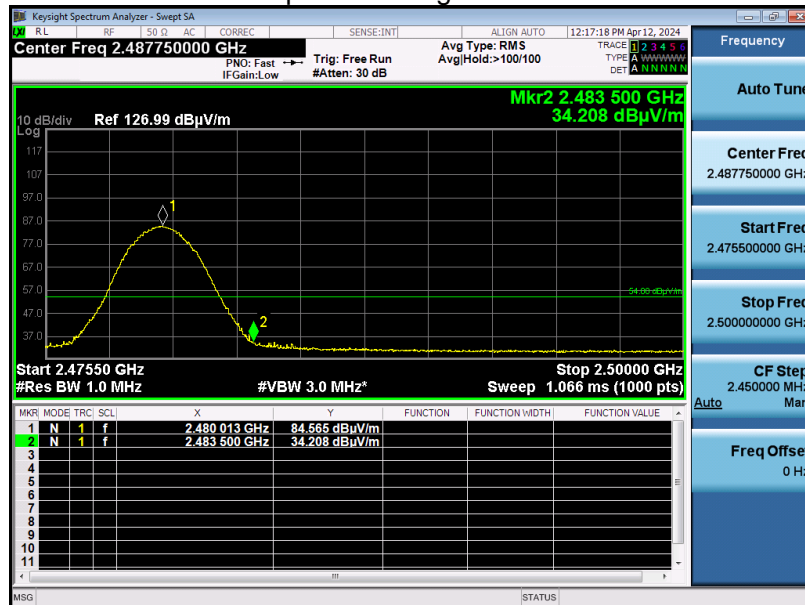 Keysight Spectrum Analyzer - Swept SA
LXI RL RF 50 Ω AC CORREC SENSE:INT ALIGN AUTO 12:17:18 PM Apr 12, 2024
Center Freq 2.487750000 GHz
PNO: Fast
IFGain:Low
Trig: Free Run
#Atten: 30 dB
Avg Type: RMS
Avg|Hold:>100/100
TRACE 1 2 3 4 5 6
TYPE A WWWWW
DET A N N N N N
Mkr2 2.483 500 GHz
34.208 dBµV/m
10 dB/div Ref 126.99 dBµV/m
Log
117
107
97.0
87.0
77.0
67.0
57.0
47.0
37.0
1
2
54.00 dBµV/m
Start 2.47550 GHz Stop 2.50000 GHz
#Res BW 1.0 MHz #VBW 3.0 MHz* Sweep 1.066 ms (1000 pts)
MKR MODE TRC SCL X Y FUNCTION FUNCTION WIDTH FUNCTION VALUE
1 N 1 f 2.480 013 GHz 84.565 dBµV/m
2 N 1 f 2.483 500 GHz 34.208 dBµV/m
3
4
5
6
7
8
9
10
11
MSG STATUS
Frequency
Auto Tune
Center Freq
2.487750000 GHz
Start Freq
2.475500000 GHz
Stop Freq
2.500000000 GHz
CF Step
2.450000 MHz
Auto Man
Freq Offset
0 Hz